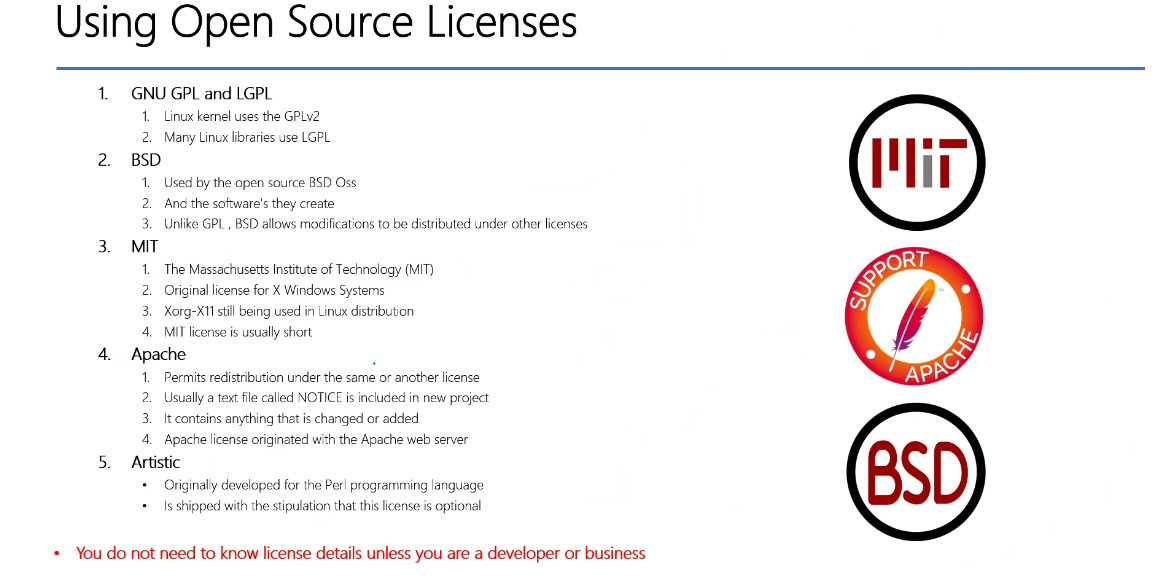 Using Open Source Licenses
1. GNU GPL and LGPL
1. Linux kernel uses the GPLv2
2. Many Linux libraries use LGPL
2. BSD
1. Used by the open source BSD Oss
2. And the software's they create
3. Unlike GPL , BSD allows modifications to be distributed under other licenses
3. MIT
1. The Massachusetts Institute of Technology (MIT)
2. Original license for X Windows Systems
3. Xorg-X11 still being used in Linux distribution
4. MIT license is usually short
4. Apache
1. Permits redistribution under the same or another license
2. Usually a text file called NOTICE is included in new project
3. It contains anything that is changed or added
4. Apache license originated with the Apache web server
5. Artistic
• Originally developed for the Perl programming language
• Is shipped with the stipulation that this license is optional
• You do not need to know license details unless you are a developer or business
MiT
SUPPORT
TM
APACHE
BSD